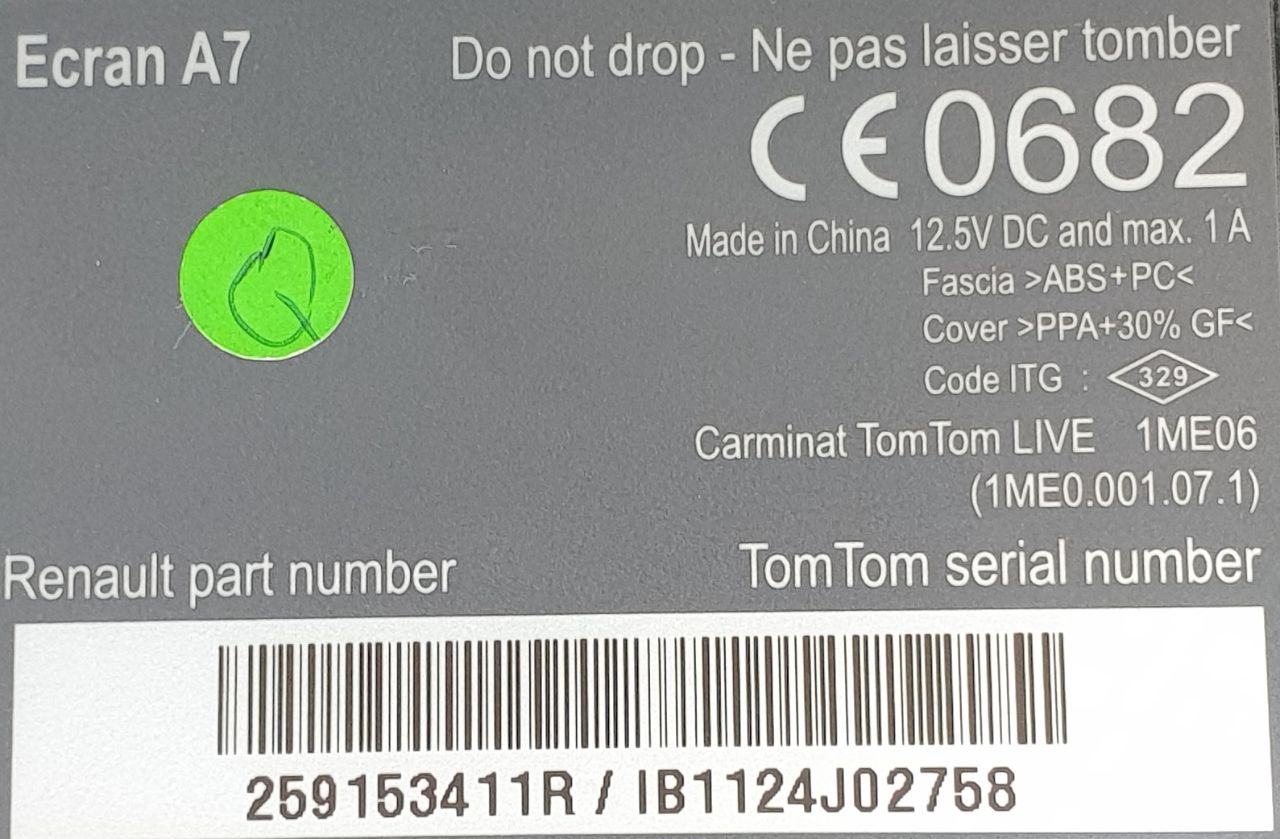 Ecran A7
Do not drop - Ne pas laisser tomber
CE 0682
Made in China 12.5V DC and max. 1 A
Fascia >ABS+PC<
Cover >PPA+30% GF<
Code ITG : 329
Carminat TomTom LIVE 1ME06
(1ME0.001.07.1)
Q
Renault part number
TomTom serial number
259153411R / IB1124J02758